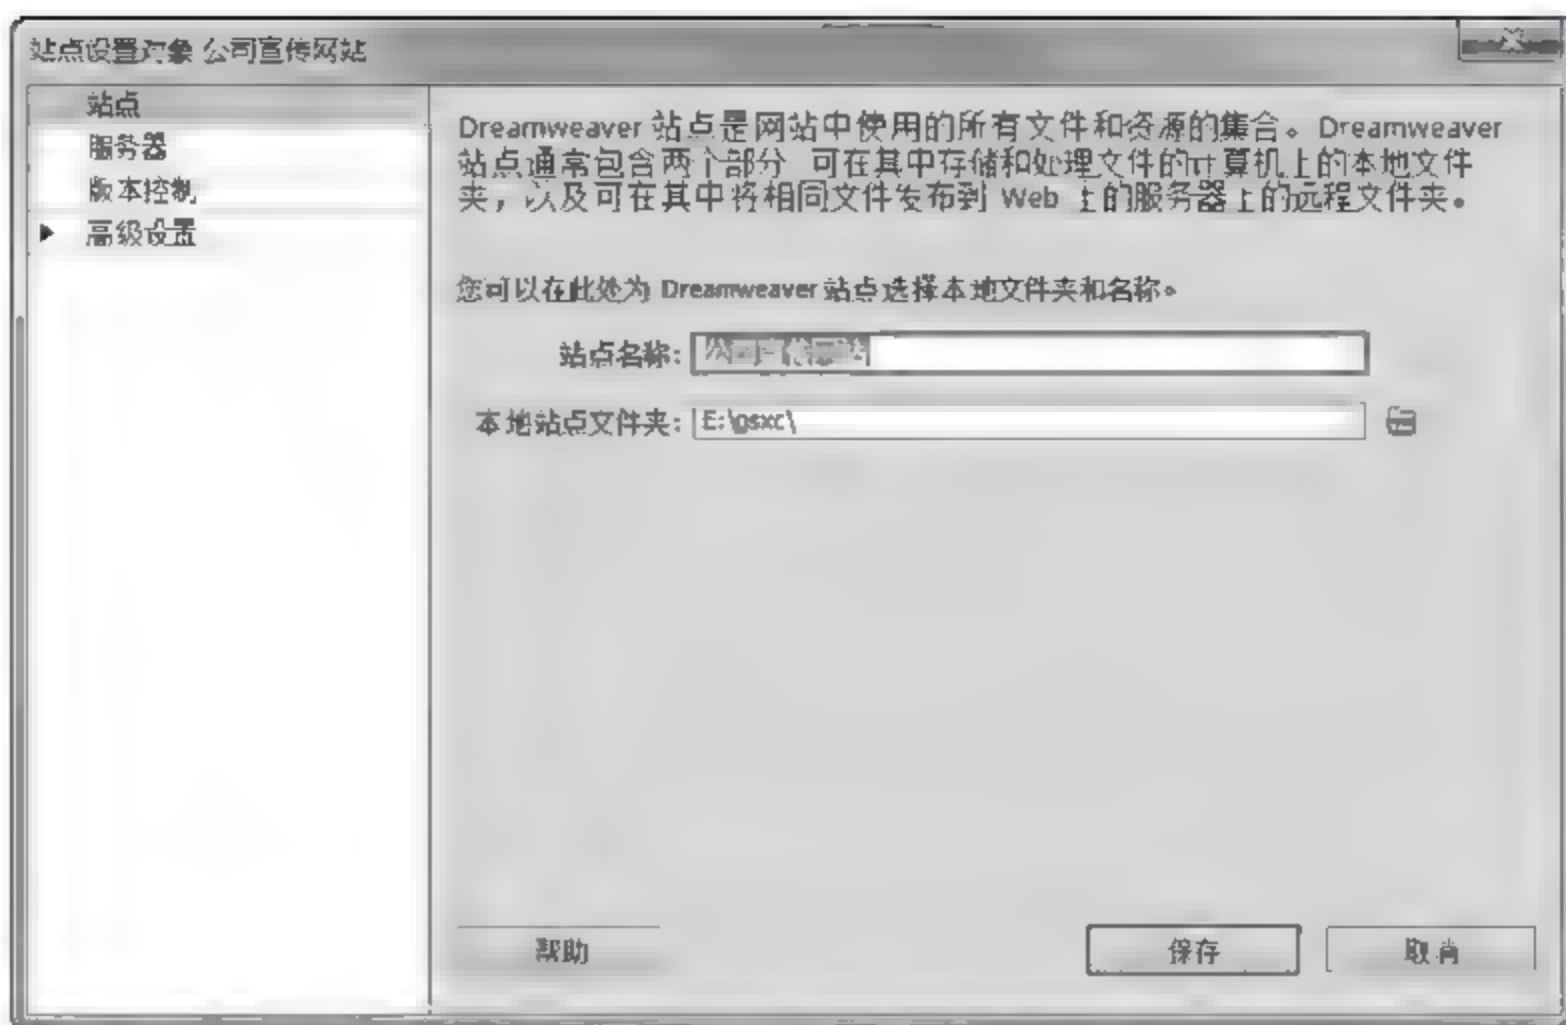 站点设置对象 公司宣传网站
站点
服务器
版本控制
高级设置
Dreamweaver 站点是网站中使用的所有文件和资源的集合。Dreamweaver
站点通常包含两个部分 可在其中存储和处理文件的计算机上的本地文件
夹，以及可在其中将相同文件发布到 Web 上的服务器上的远程文件夹。
您可以在此处为 Dreamweaver 站点选择本地文件夹和名称。
站点名称: 公司宣传网站
本地站点文件夹: E:\gsxc\
帮助
保存
取消